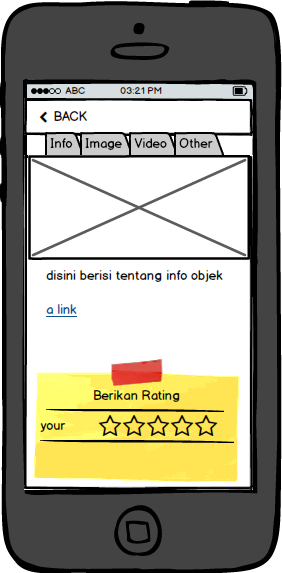 ABC 03:21 PM
BACK
Info Image Video Other
disini berisi tentang info objek
a link
Berikan Rating
your